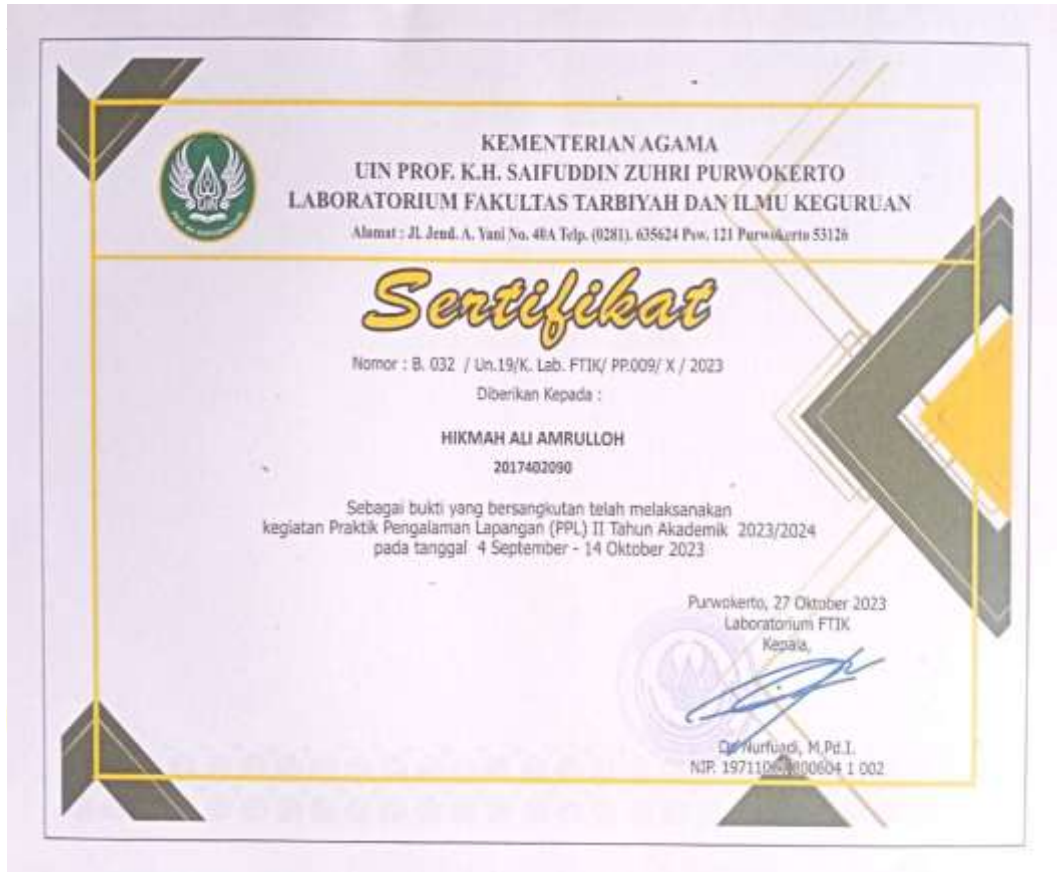 KEMENTERIAN AGAMA
UIN PROF. K.H. SAIFUDDIN ZUHRI PURWOKERTO
LABORATORIUM FAKULTAS TARBIYAH DAN ILMU KEGURUAN
Alamat : Jl. Jend. A. Yani No. 40A Telp. (0281). 635624 Psw. 121 Purwokerto 53126
Sertifikat
Nomor : B. 032 / Un.19/K. Lab. FTIK/ PP.009/ X / 2023
Diberikan Kepada :
HIKMAH ALI AMRULLOH
2017402090
Sebagai bukti yang bersangkutan telah melaksanakan
kegiatan Praktik Pengalaman Lapangan (PPL) II Tahun Akademik 2023/2024
pada tanggal 4 September - 14 Oktober 2023
Purwokerto, 27 Oktober 2023
Laboratorium FTIK
Kepala,
Nurfuadi, M.Pd.I.
NIP. 1 002